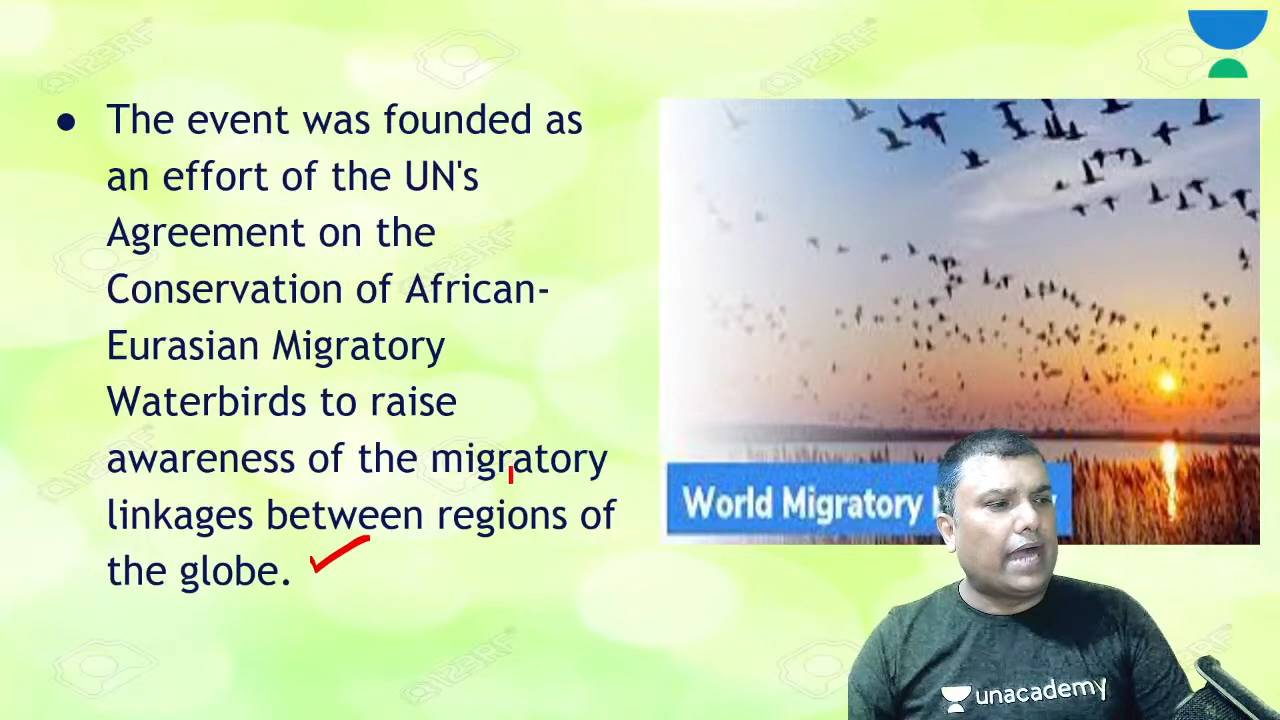 The event was founded as
an effort of the UN's
Agreement on the
Conservation of African-
Eurasian Migratory
Waterbirds to raise
awareness of the migratory
linkages between regions of
the globe.
World Migratory
unacademy